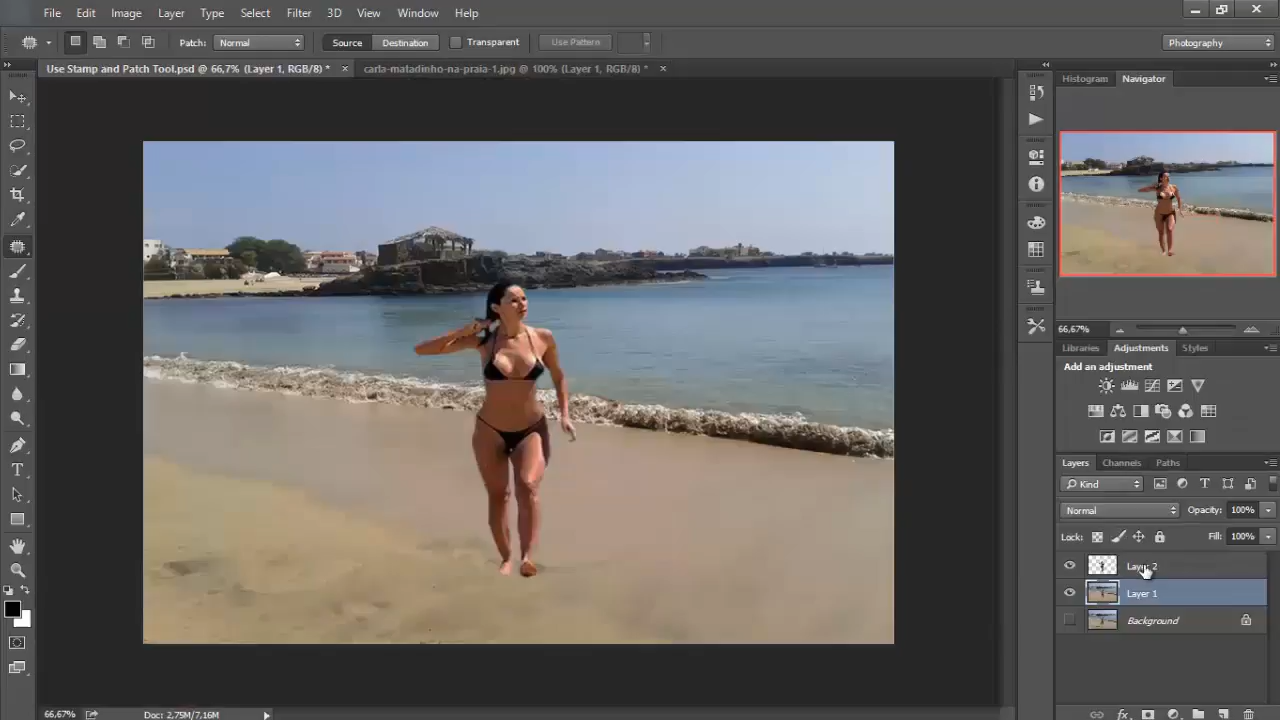 File Edit Image Layer Type Select Filter 3D View Window Help
Patch: Normal Source Destination Transparent Use Pattern Photography
Use Stamp and Patch Tool.psd @ 66,7% (Layer 1, RGB/8) * × carla-matadinho-na-praia-1.jpg @ 100% (Layer 1, RGB/8) * ×
Histogram Navigator
66,67%
Libraries Adjustments Styles
Add an adjustment
Layers Channels Paths
Kind
Normal Opacity: 100%
Lock: Fill: 100%
Layer 2
Layer 1
Background
66,67% Doc: 2,75M/7,16M